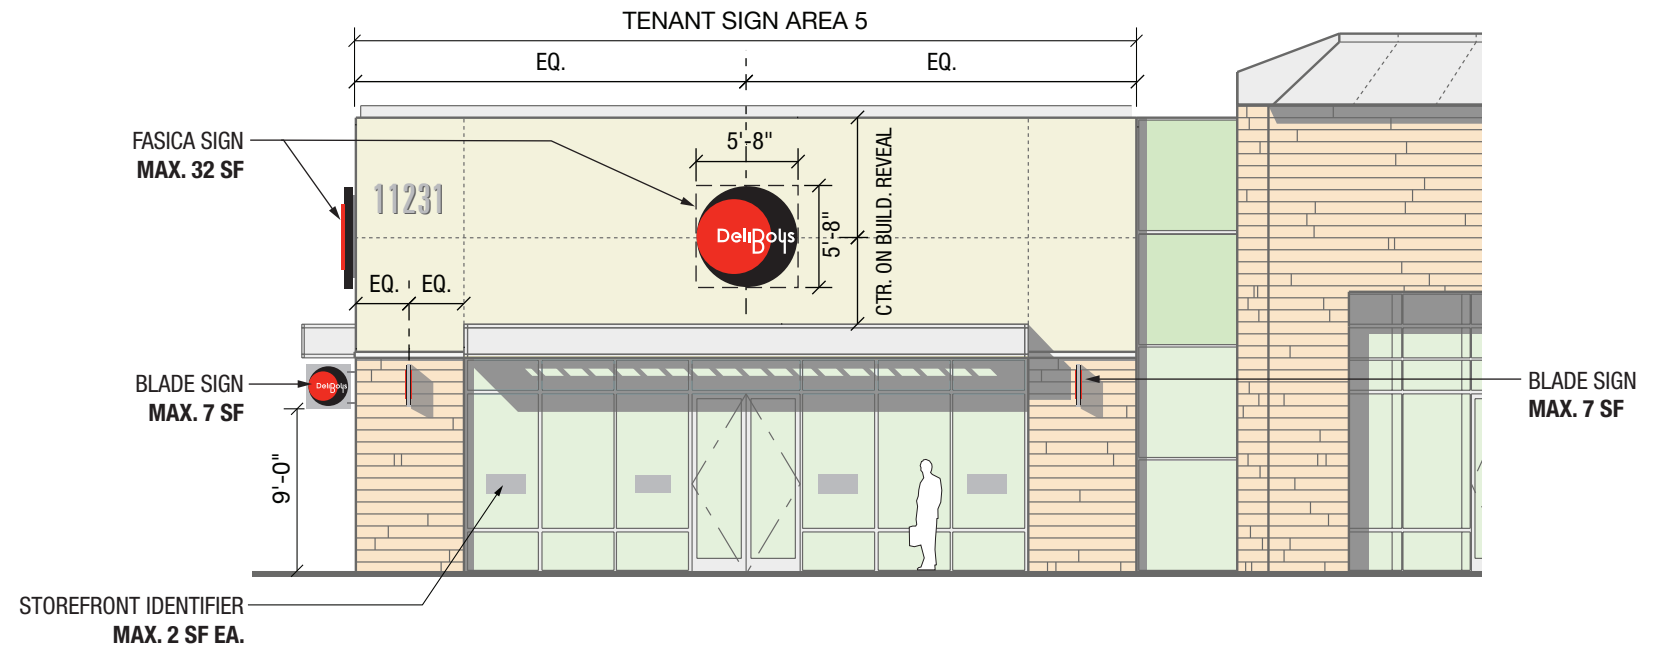 TENANT SIGN AREA 5
EQ.
EQ.
FASICA SIGN
MAX. 32 SF
5'-8"
11231
DeliBoys
5'-8"
CTR. ON BUILD. REVEAL
EQ.
EQ.
BLADE SIGN
MAX. 7 SF
DeliBoys
BLADE SIGN
MAX. 7 SF
9'-0"
STOREFRONT IDENTIFIER
MAX. 2 SF EA.